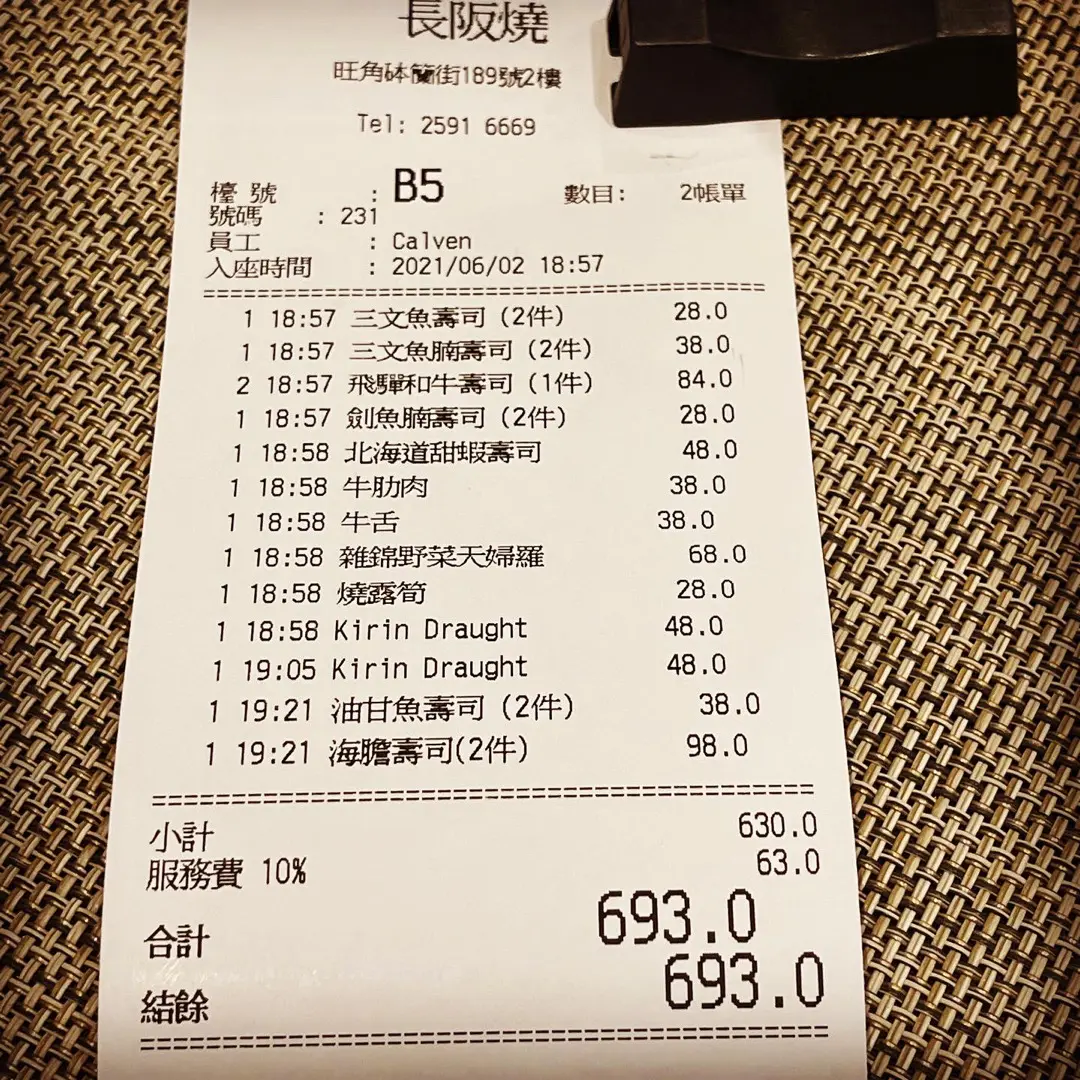 長阪燒
旺角砵蘭街189號2樓
Tel: 2591 6669
檯 號 : B5 數目: 2帳單
號碼 : 231
員工 : Calven
入座時間 : 2021/06/02 18:57
1 18:57 三文魚壽司 (2件) 28.0
1 18:57 三文魚腩壽司 (2件) 38.0
2 18:57 飛驒和牛壽司 (1件) 84.0
1 18:57 劍魚腩壽司 (2件) 28.0
1 18:58 北海道甜蝦壽司 48.0
1 18:58 牛肋肉 38.0
1 18:58 牛舌 38.0
1 18:58 雜錦野菜天婦羅 68.0
1 18:58 燒露筍 28.0
1 18:58 Kirin Draught 48.0
1 19:05 Kirin Draught 48.0
1 19:21 油甘魚壽司 (2件) 38.0
1 19:21 海膽壽司(2件) 98.0
小計 630.0
服務費 10% 63.0
合計 693.0
結餘 693.0